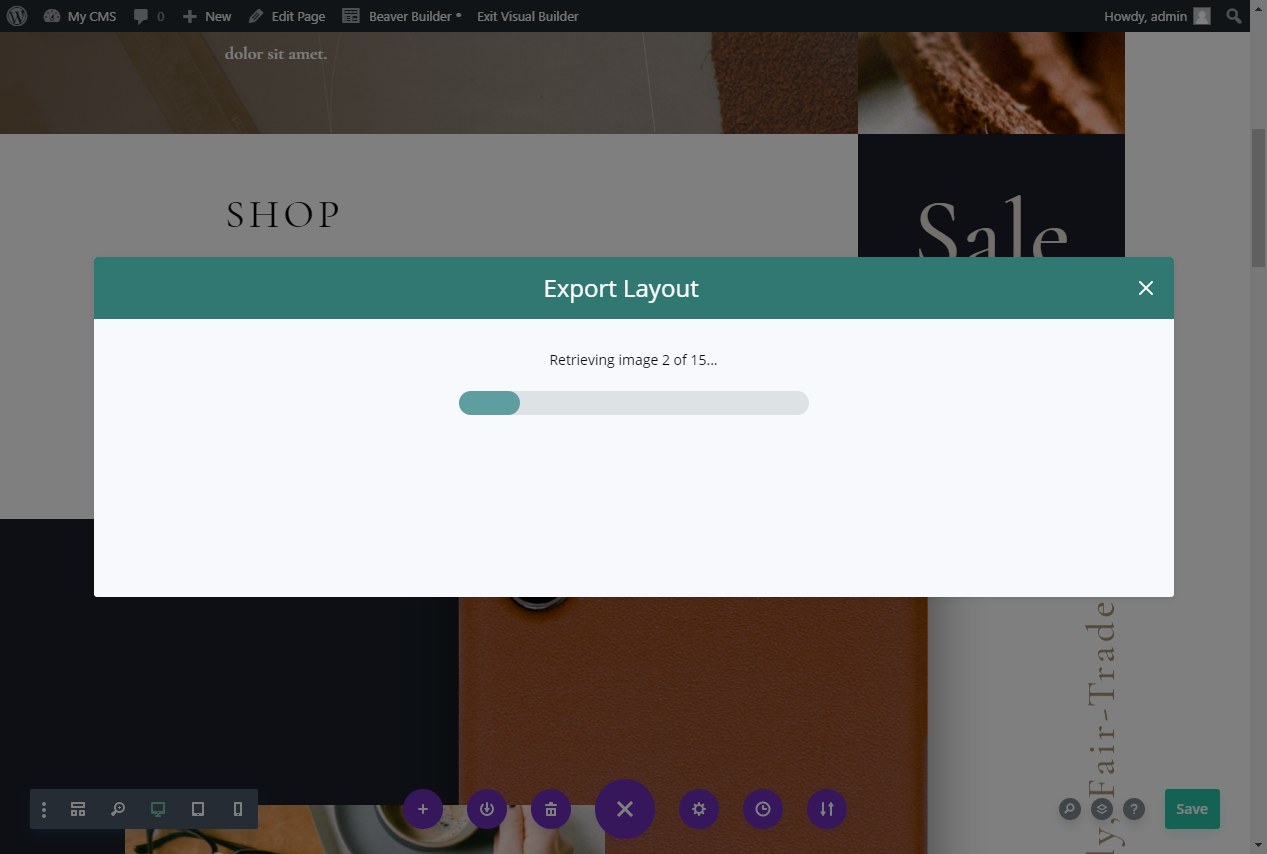 My CMS 0 New Edit Page Beaver Builder Exit Visual Builder Howdy, admin
dolor sit amet.
SHOP
Sale
Export Layout
Retrieving image 2 of 15...
ly, Fair-Trade
Save